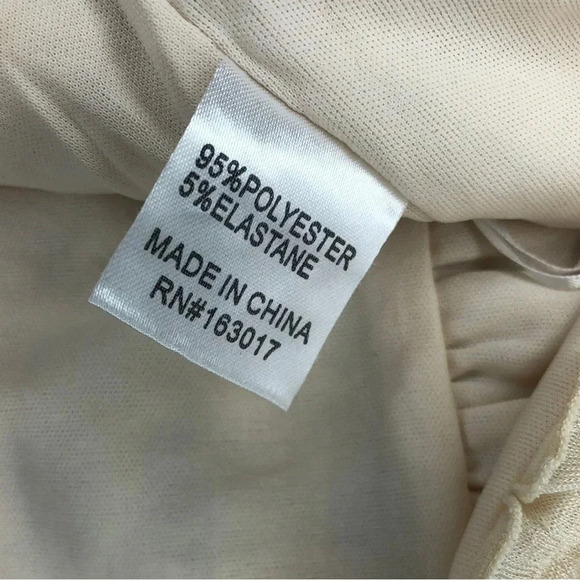 95%POLYESTER
5%ELASTANE
MADE IN CHINA
RN#163017